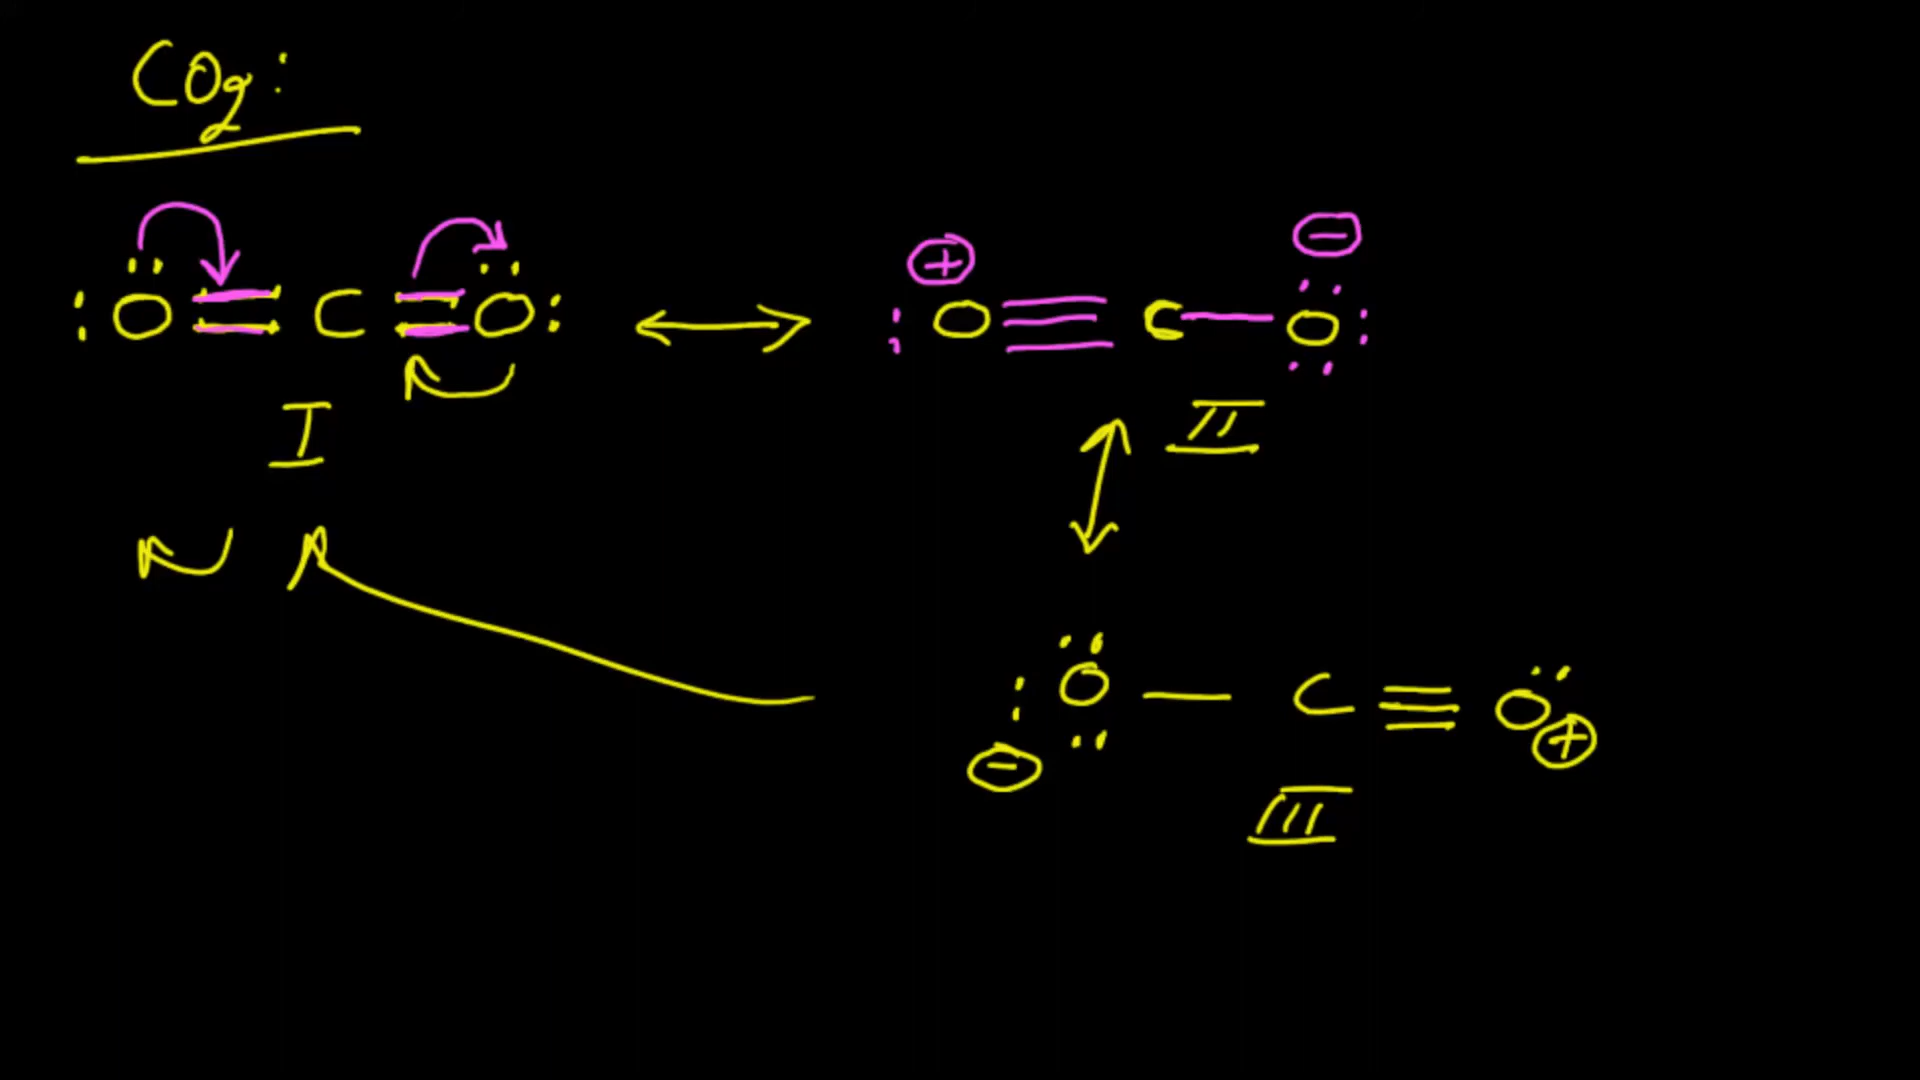 CO₂:
:Ö=C=Ö: ↔ :O≡C—Ö:
⊕ ⊖
I
II
:Ö—C≡Ö
⊖ ⊕
III